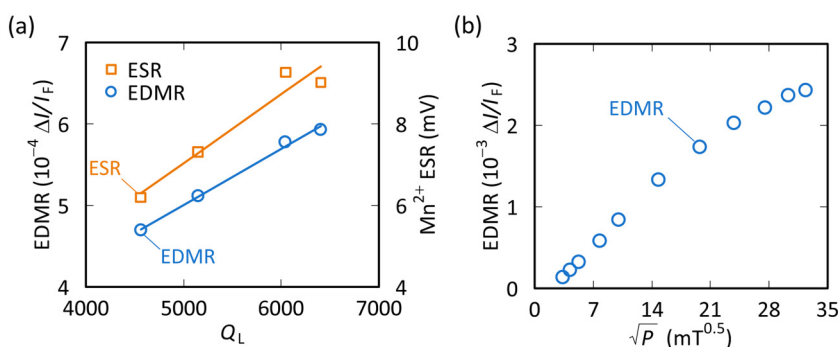 (a)
7
6
5
4
EDMR (10⁻⁴ ΔI/I_F)
ESR
EDMR
ESR
EDMR
10
8
6
4
Mn²⁺ ESR (mV)
4000 5000 6000 7000
Q_L
(b)
3
2
1
0
EDMR (10⁻³ ΔI/I_F)
EDMR
0 7 14 21 28 35
√P (mT⁰·⁵)